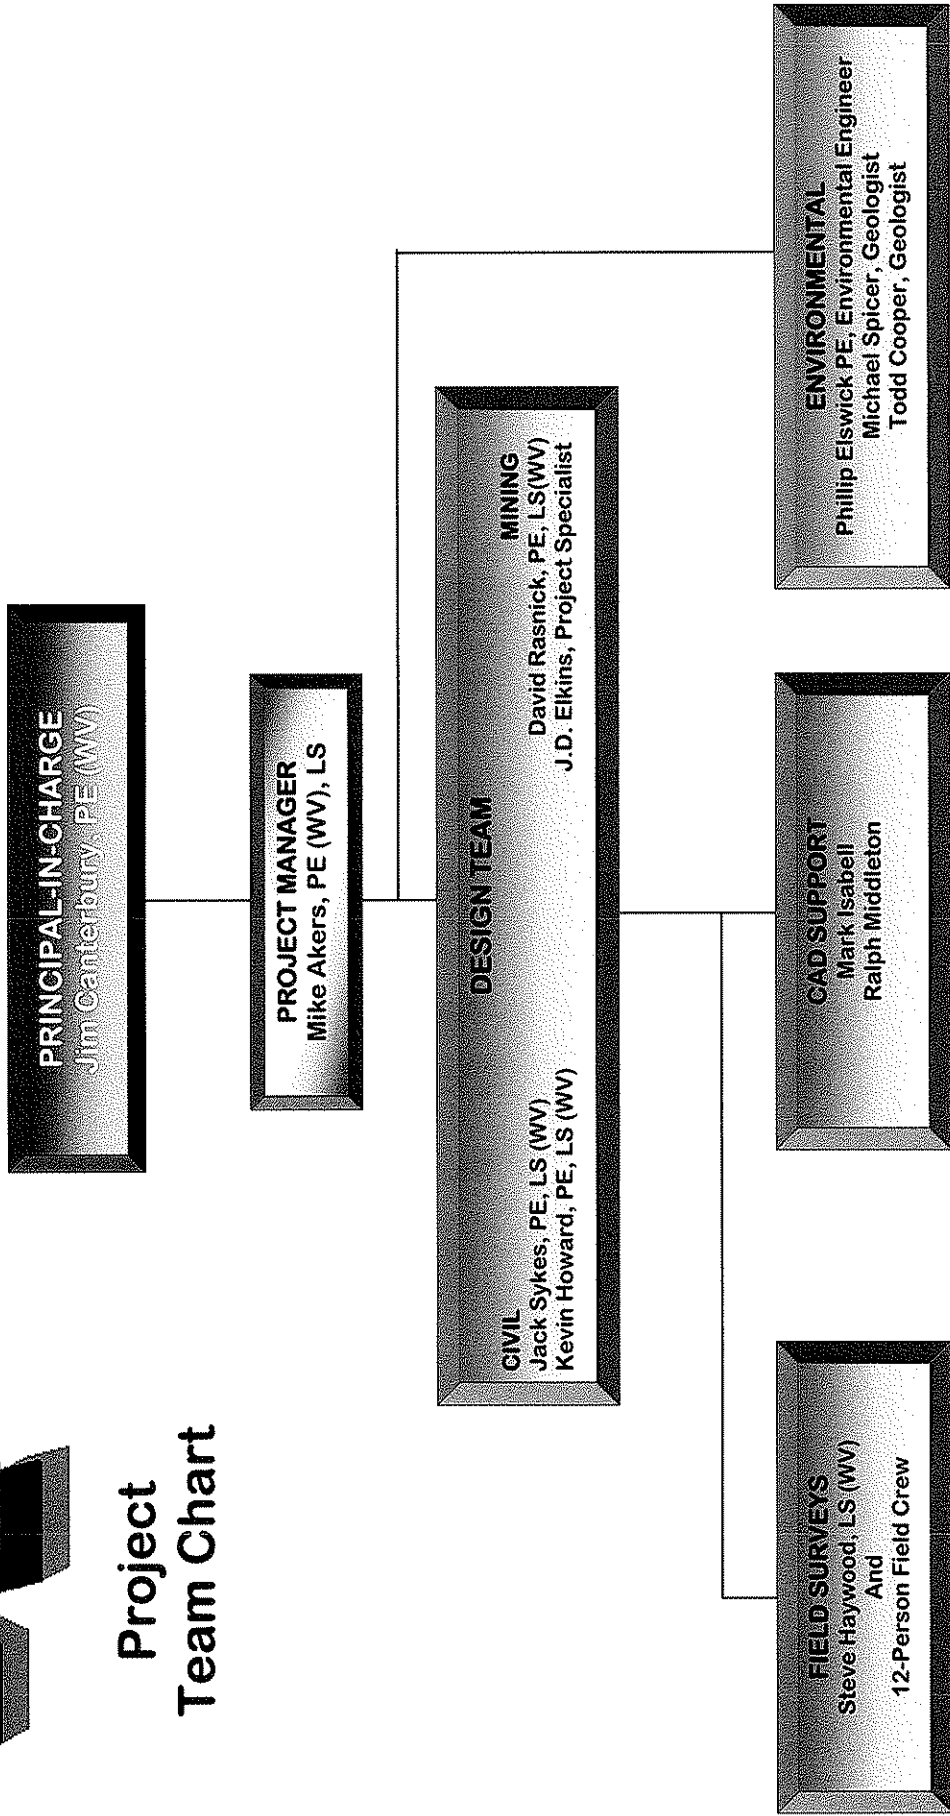 Project
Team Chart
PRINCIPAL-IN-CHARGE
Jim Canterbury, PE (WV)
PROJECT MANAGER
Mike Akers, PE (WV), LS
DESIGN TEAM
CIVIL
Jack Sykes, PE, LS (WV)
Kevin Howard, PE, LS (WV)
MINING
David Rasnick, PE, LS(WV)
J.D. Elkins, Project Specialist
FIELD SURVEYS
Steve Haywood, LS (WV)
And
12-Person Field Crew
CAD SUPPORT
Mark Isabell
Ralph Middleton
ENVIRONMENTAL
Phillip Elswick PE, Environmental Engineer
Michael Spicer, Geologist
Todd Cooper, Geologist